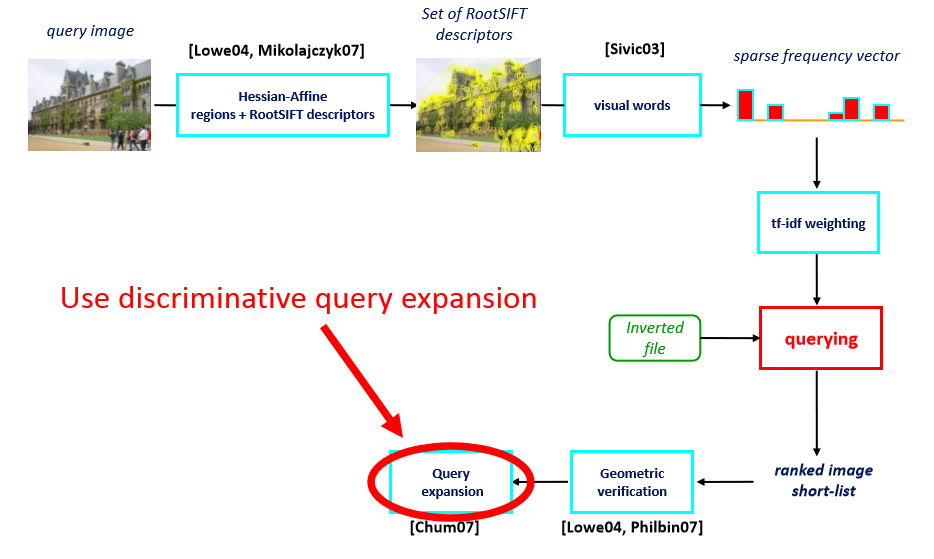 query image
[Lowe04, Mikolajczyk07]
Hessian-Affine
regions + RootSIFT descriptors
Set of RootSIFT
descriptors
[Sivic03]
visual words
sparse frequency vector
tf-idf weighting
Use discriminative query expansion
Inverted
file
querying
ranked image
short-list
Geometric
verification
[Lowe04, Philbin07]
Query
expansion
[Chum07]